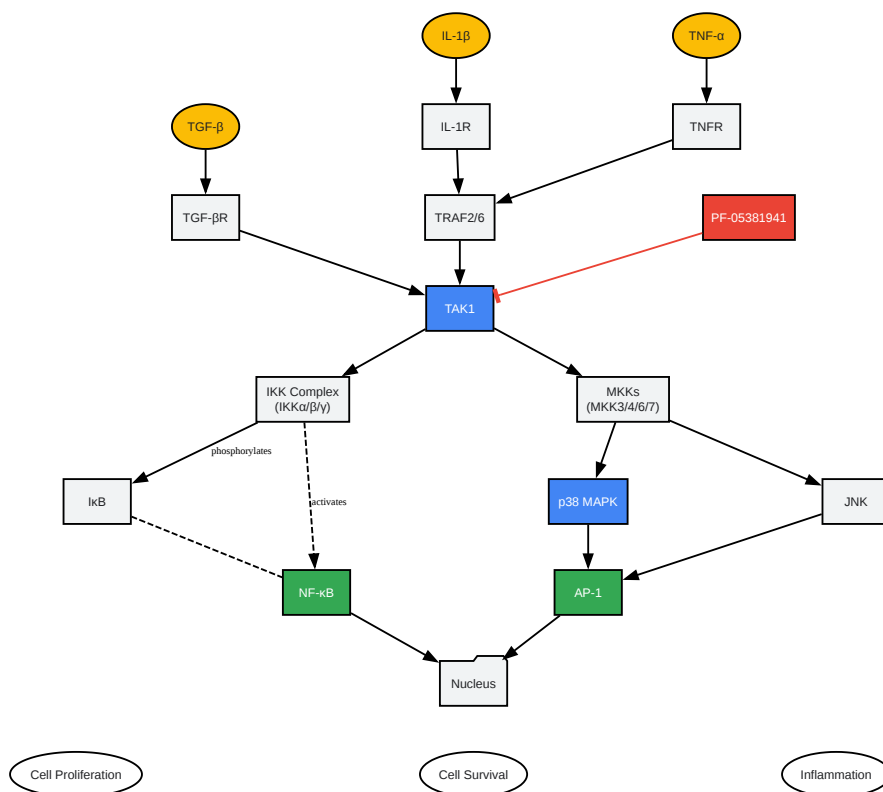 IL-1β
TNF-α
TGF-β
IL-1R
TNFR
TGF-βR
TRAF2/6
PF-05381941
TAK1
IKK Complex
(IKKα/β/γ)
MKKs
(MKK3/4/6/7)
phosphorylates
IκB
activates
p38 MAPK
JNK
NF-κB
AP-1
Nucleus
Cell Proliferation
Cell Survival
Inflammation